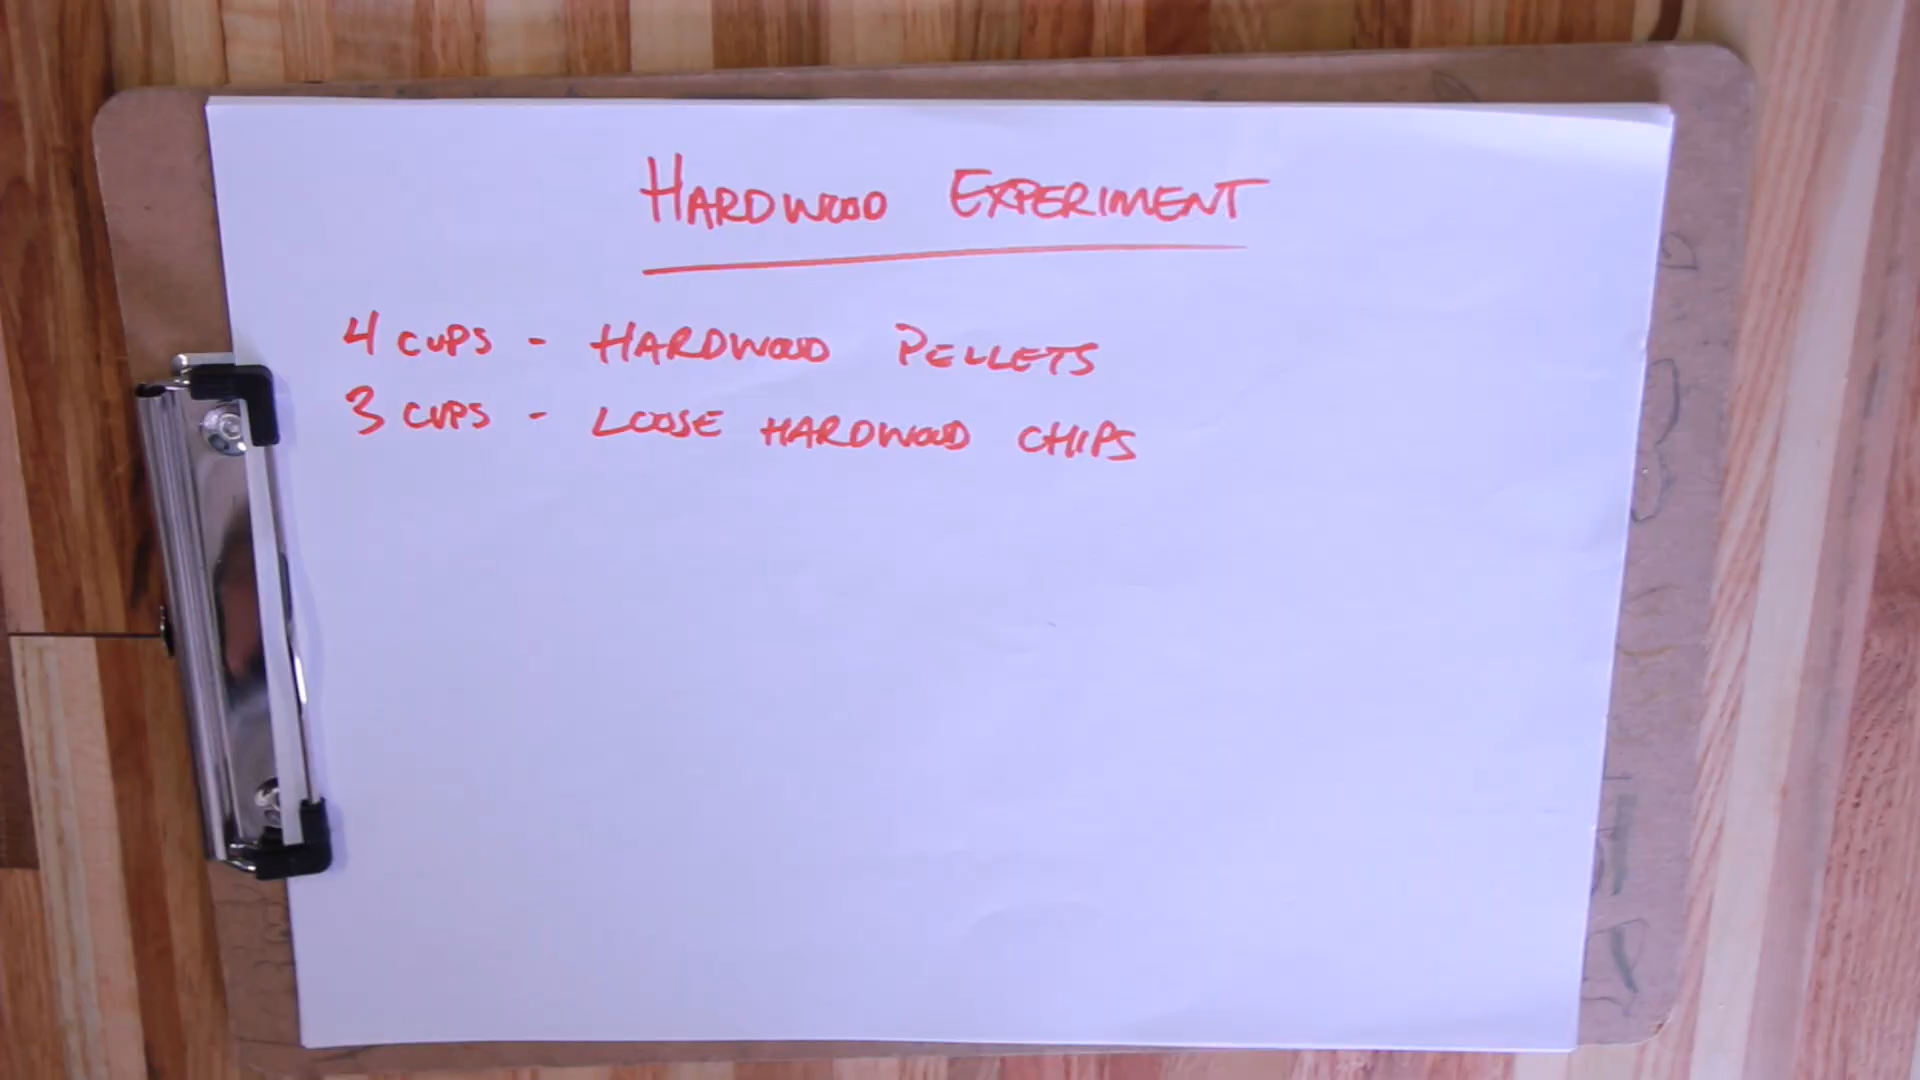 HARDWOOD EXPERIMENT
4 CUPS - HARDWOOD PELLETS
3 CUPS - LOOSE HARDWOOD CHIPS